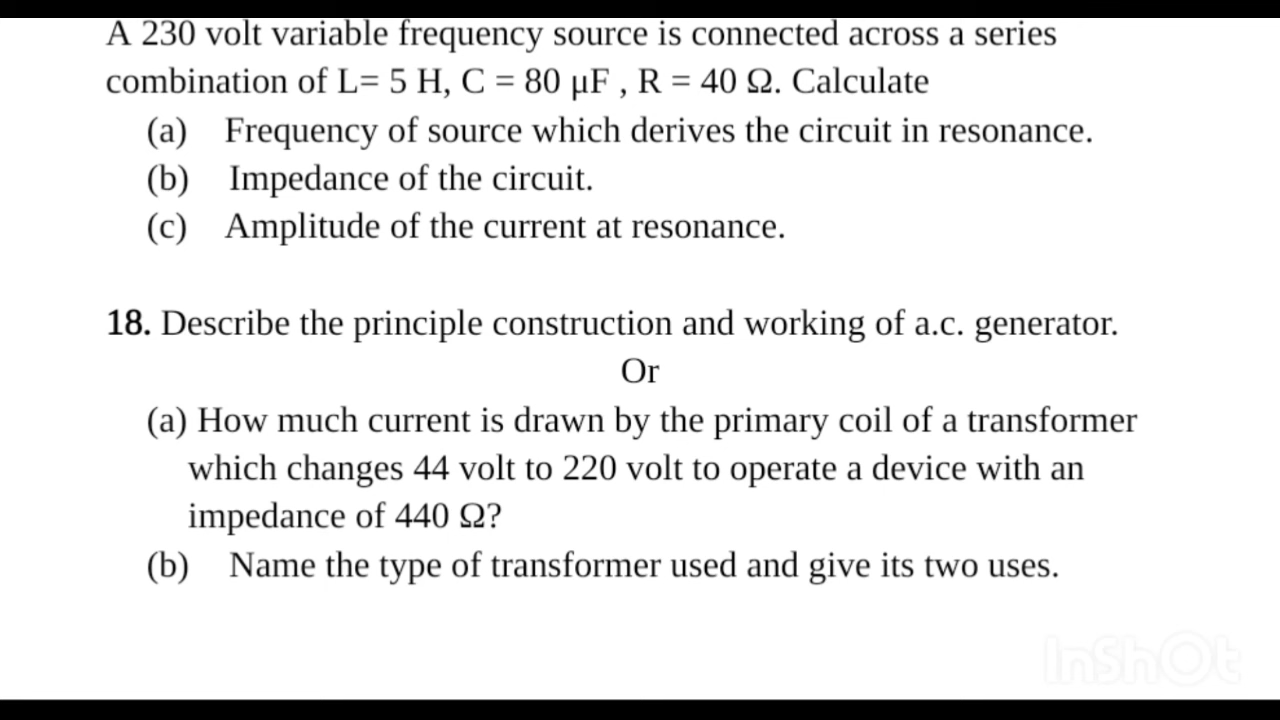 A 230 volt variable frequency source is connected across a series
combination of L= 5 H, C = 80 μF , R = 40 Ω. Calculate
(a) Frequency of source which derives the circuit in resonance.
(b) Impedance of the circuit.
(c) Amplitude of the current at resonance.
18. Describe the principle construction and working of a.c. generator.
Or
(a) How much current is drawn by the primary coil of a transformer
which changes 44 volt to 220 volt to operate a device with an
impedance of 440 Ω?
(b) Name the type of transformer used and give its two uses.
InShOt